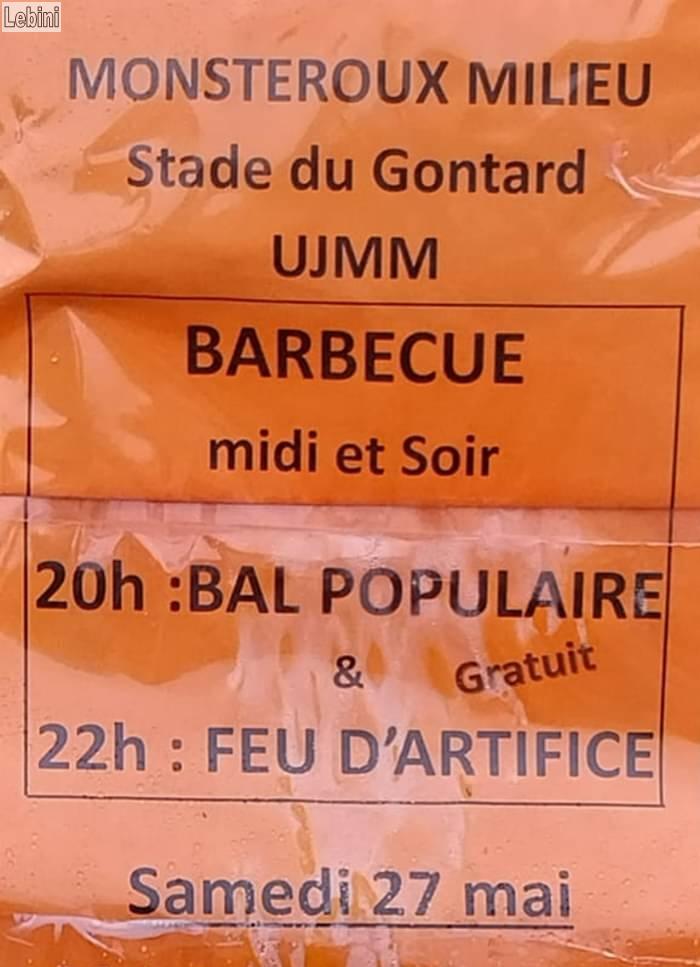 Lebini
MONSTEROUX MILIEU
Stade du Gontard
UJMM
BARBECUE
midi et Soir
20h :BAL POPULAIRE
& Gratuit
22h : FEU D'ARTIFICE
Samedi 27 mai